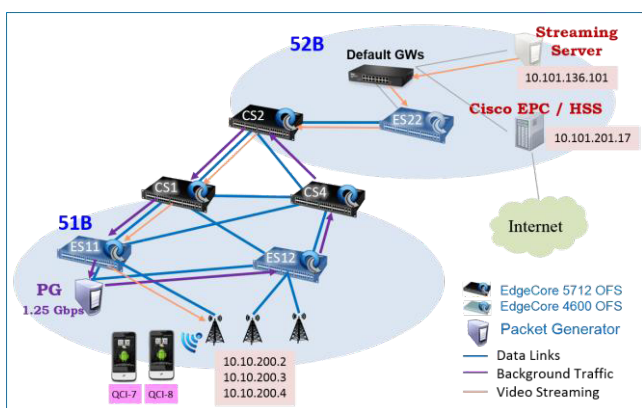 52B
Streaming
Server
Default GWs
10.101.136.101
CS2
ES22
Cisco EPC / HSS
10.101.201.17
CS1
CS4
51B
Internet
ES11
ES12
PG
1.25 Gbps
EdgeCore 5712 OFS
EdgeCore 4600 OFS
Packet Generator
10.10.200.2
10.10.200.3
10.10.200.4
Data Links
Background Traffic
Video Streaming
QCI-7
QCI-8